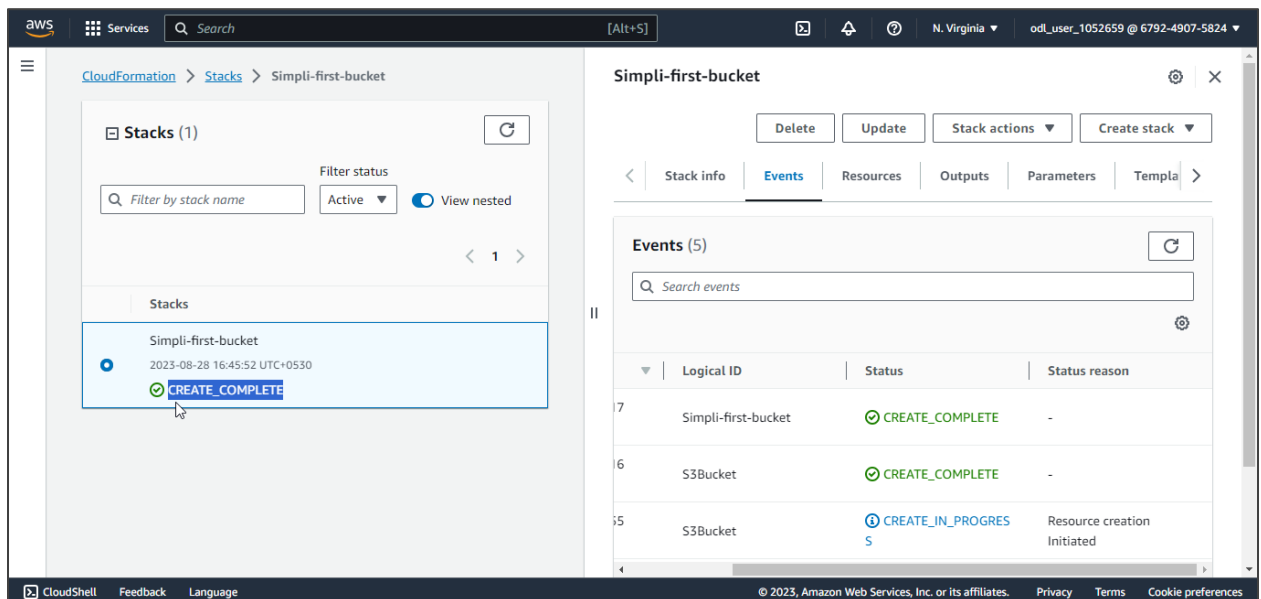 aws
Services
Search
[Alt+S]
N. Virginia
odl_user_1052659 @ 6792-4907-5824
CloudFormation
Stacks
Simpli-first-bucket
Stacks (1)
Filter status
Filter by stack name
Active
View nested
1
Stacks
Simpli-first-bucket
2023-08-28 16:45:52 UTC+0530
CREATE_COMPLETE
Simpli-first-bucket
Delete
Update
Stack actions
Create stack
Stack info
Events
Resources
Outputs
Parameters
Templa
Events (5)
Search events
Logical ID
Status
Status reason
17
Simpli-first-bucket
CREATE_COMPLETE
-
16
S3Bucket
CREATE_COMPLETE
-
55
S3Bucket
CREATE_IN_PROGRES
S
Resource creation
Initiated
CloudShell
Feedback
Language
© 2023, Amazon Web Services, Inc. or its affiliates.
Privacy
Terms
Cookie preferences